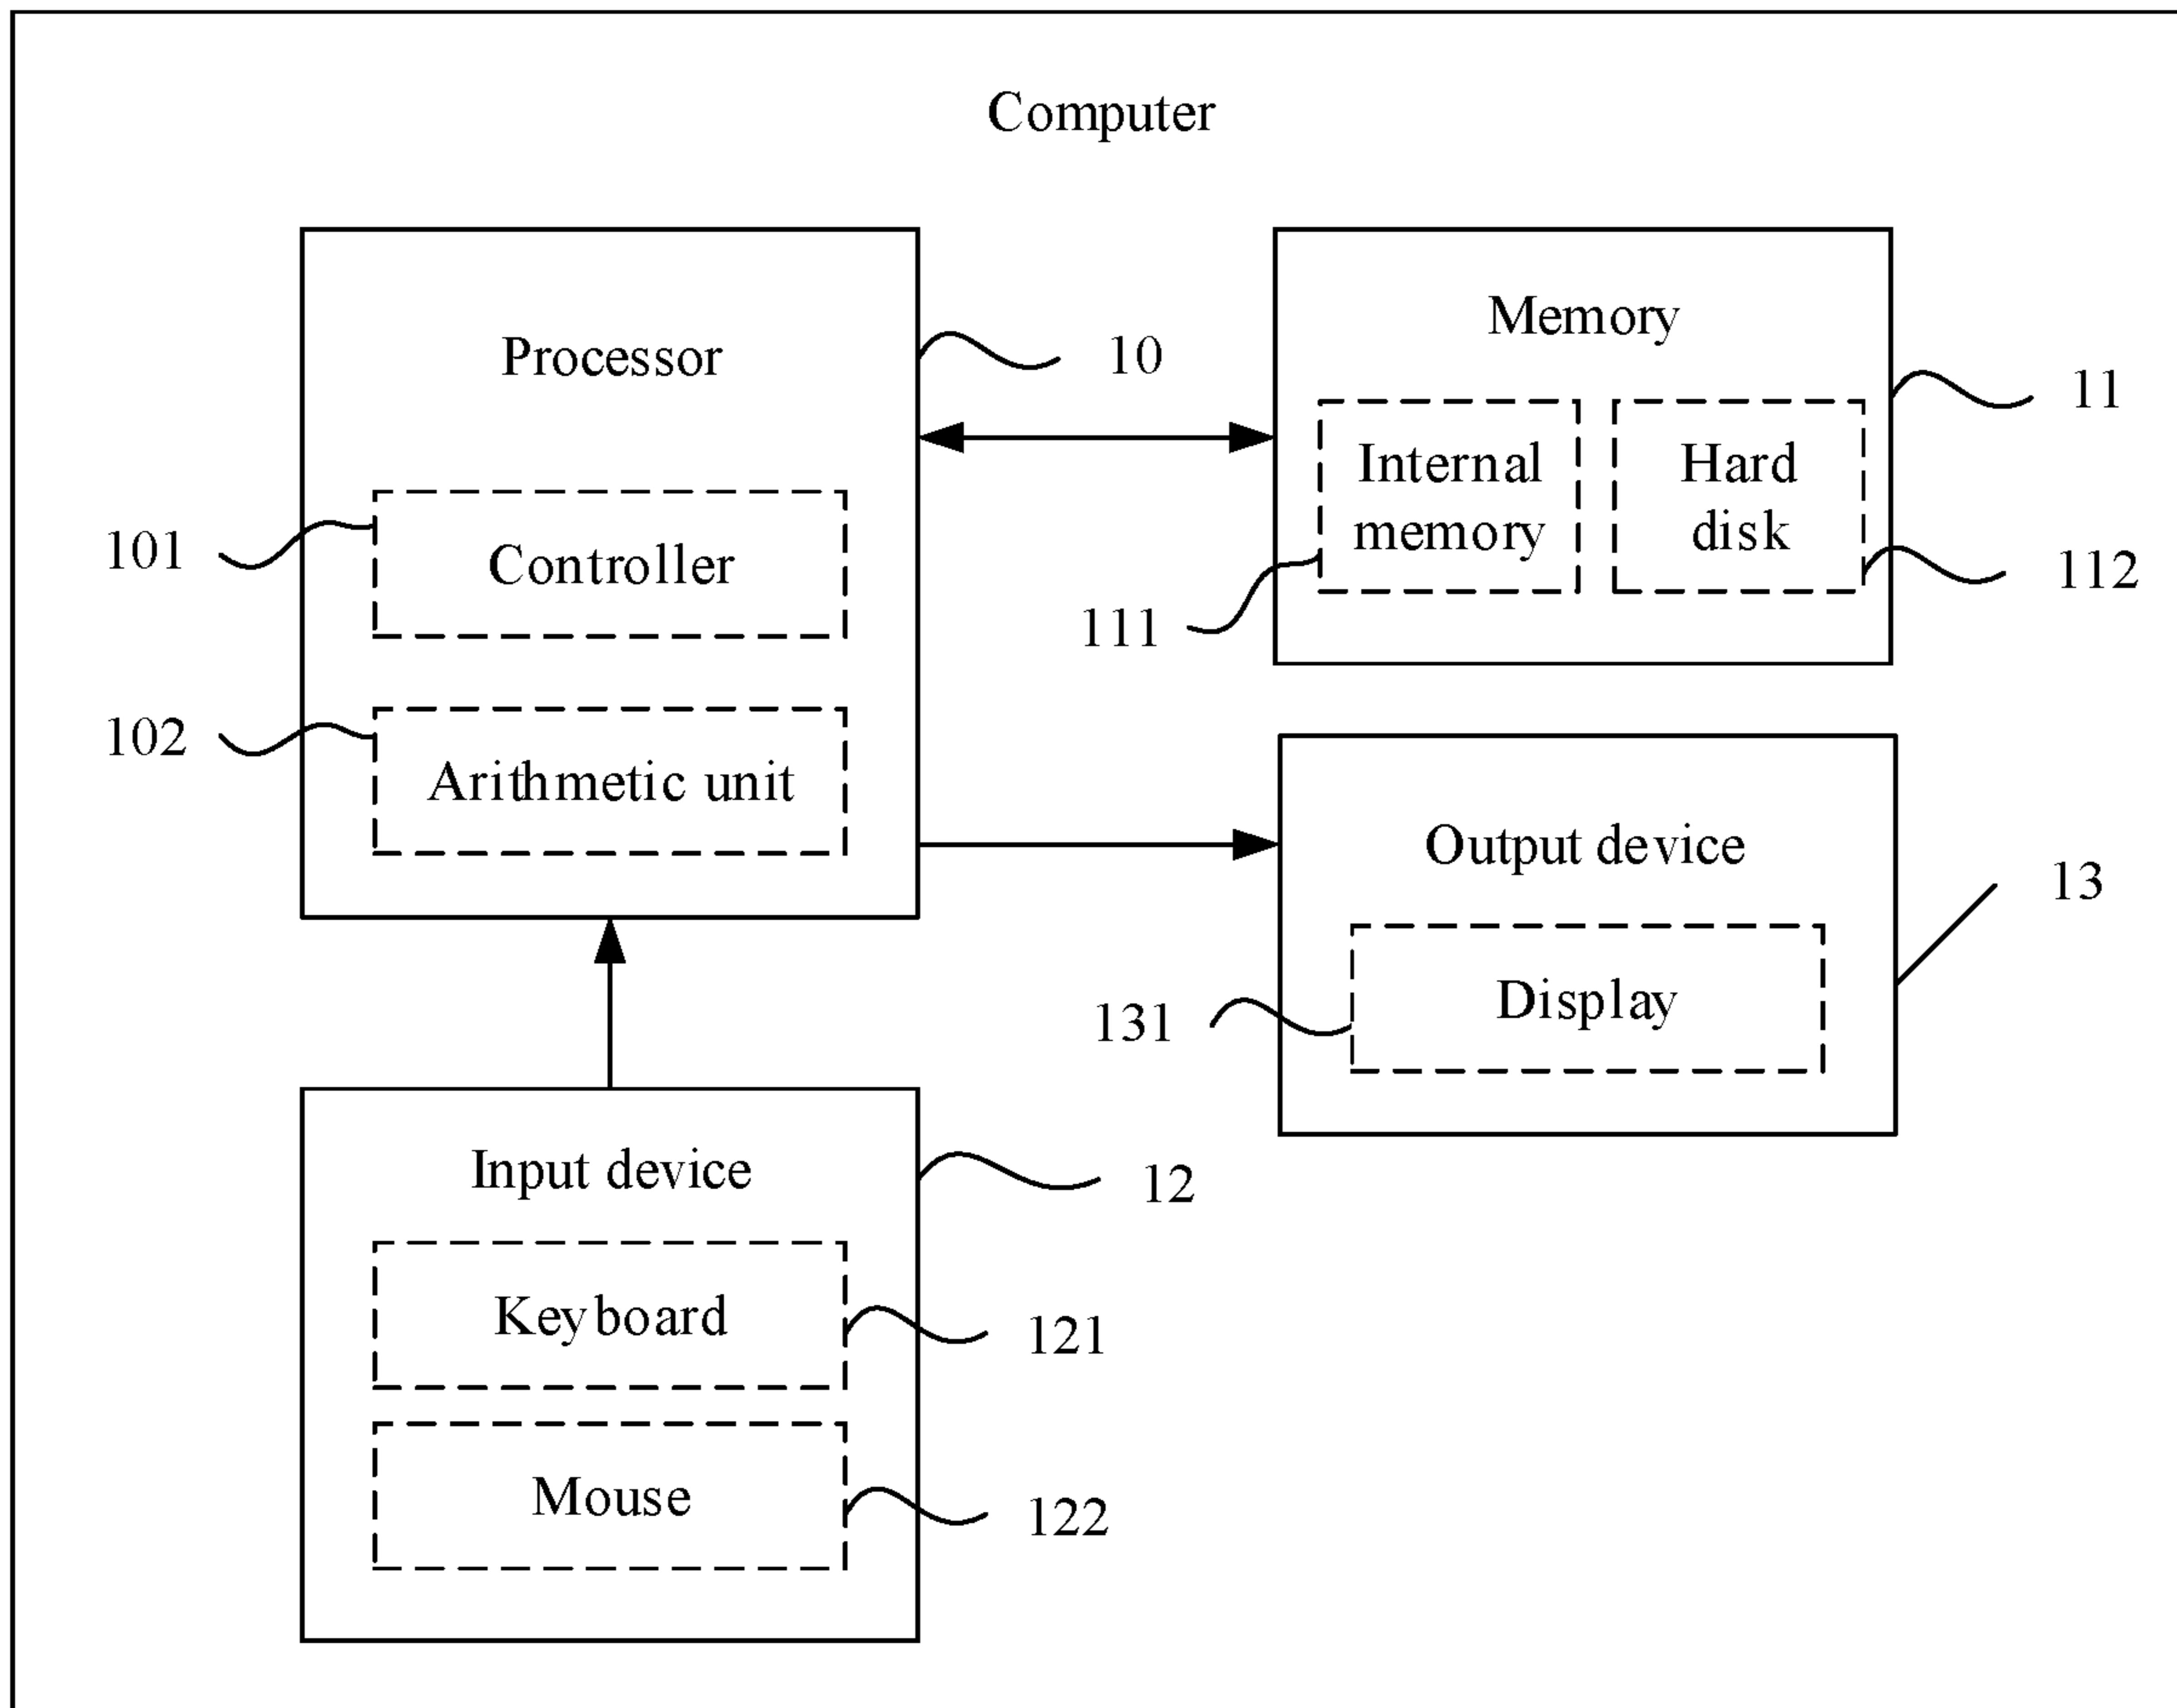 Computer
Processor
10
Controller
101
Arithmetic unit
102
Memory
11
Internal
memory
111
Hard
disk
112
Output device
13
Display
131
Input device
12
Keyboard
121
Mouse
122